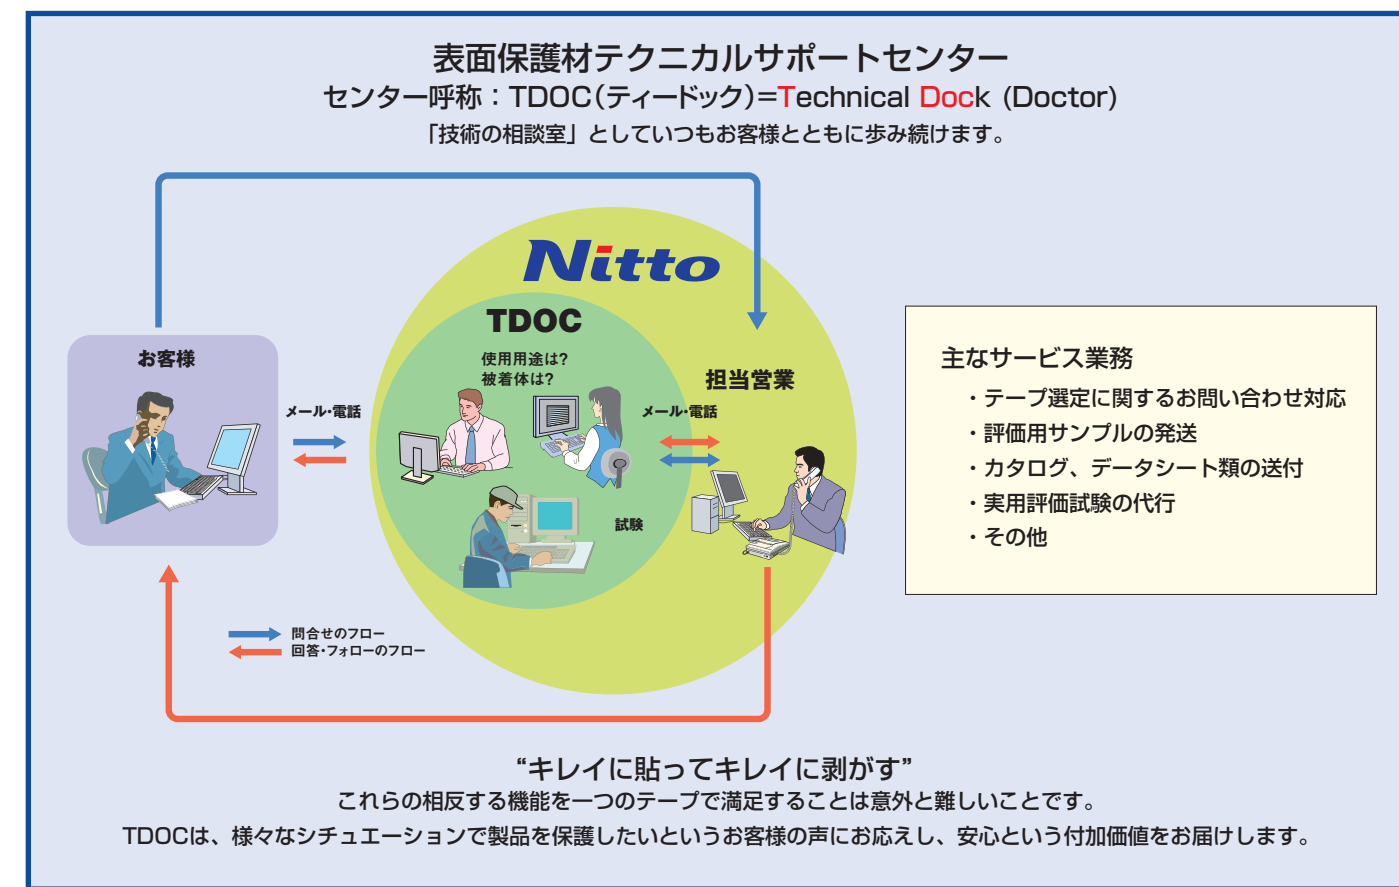 表面保護材テクニカルサポートセンター
センター呼称：TDOC（ティードック）=Technical Dock (Doctor)
「技術の相談室」としていつもお客様とともに歩み続けます。
Nitto
TDOC
使用用途は?
被着体は?
お客様
メール・電話
担当営業
メール・電話
試験
問合せのフロー
回答・フォローのフロー
主なサービス業務
・テープ選定に関するお問い合わせ対応
・評価用サンプルの発送
・カタログ、データシート類の送付
・実用評価試験の代行
・その他
“キレイに貼ってキレイに剥がす”
これらの相反する機能を一つのテープで満足することは意外と難しいことです。
TDOCは、様々なシチュエーションで製品を保護したいというお客様の声にお応えし、安心という付加価値をお届けします。